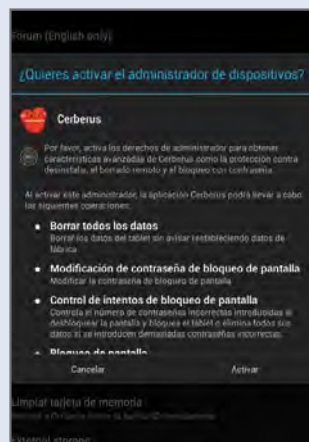 Forum (English only)
¿Quieres activar el administrador de dispositivos?
Cerberus
Por favor, activa los derechos de administrador para obtener
características avanzadas de Cerberus como la protección contra
desinstalar, el borrado remoto y el bloqueo con contraseña
Al activar este administrador, la aplicación Cerberus podrá llevar a cabo
las siguientes operaciones:
Borrar todos los datos
Borrar los datos del tablet sin avisar restableciendo datos de
fábrica
Modificación de contraseña de bloqueo de pantalla
Modificar la contraseña de bloqueo de pantalla
Control de intentos de bloqueo de pantalla
Controla el número de contraseñas incorrectas introducidas al
desbloquear la pantalla y bloquea el tablet o elimina todos sus
datos si se introducen demasiadas contraseñas incorrectas.
Bloqueo de pantalla
Cancelar Activar
Limpiar tarjeta de memoria
External storage